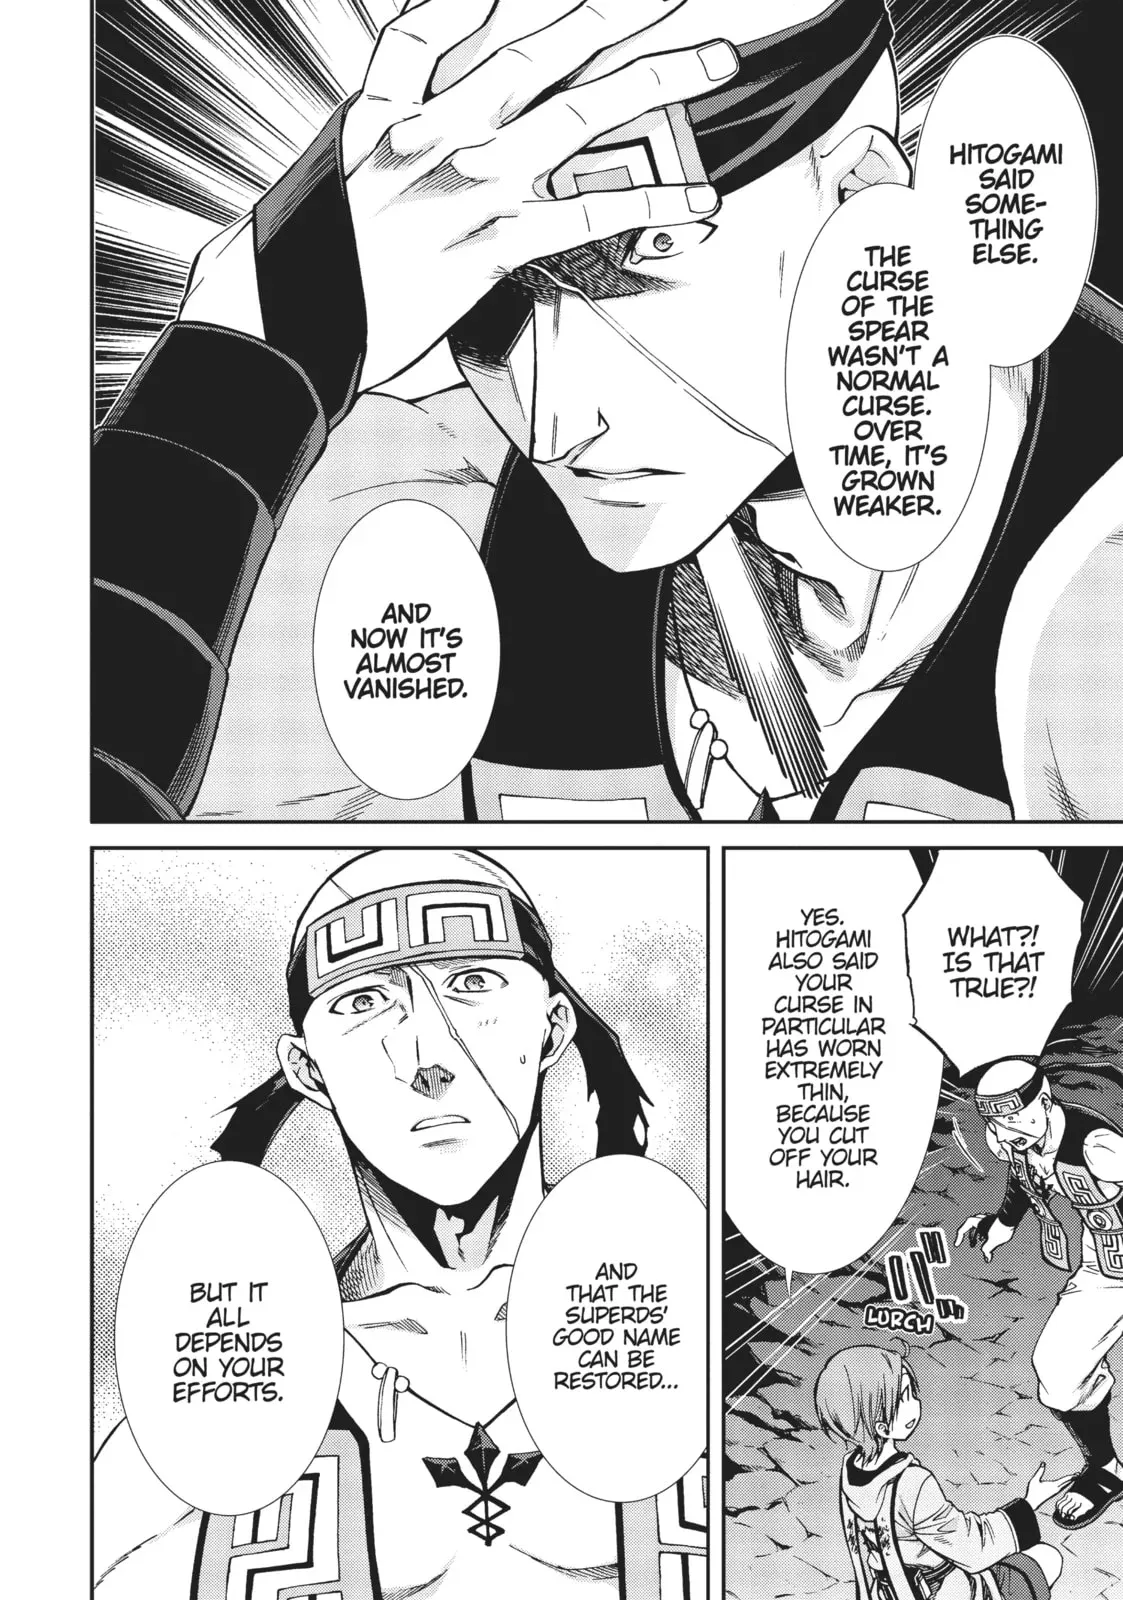 HITOGAMI
SAID
SOME-
THING
ELSE.
THE
CURSE
OF THE
SPEAR
WASN'T A
NORMAL
CURSE.
OVER
TIME, IT'S
GROWN
WEAKER.
AND
NOW IT'S
ALMOST
VANISHED.
WHAT?!
IS THAT
TRUE?!
YES.
HITOGAMI
ALSO SAID
YOUR
CURSE IN
PARTICULAR
HAS WORN
EXTREMELY
THIN,
BECAUSE
YOU CUT
OFF YOUR
HAIR.
LURCH
AND
THAT THE
SUPERDS'
GOOD NAME
CAN BE
RESTORED...
BUT IT
ALL
DEPENDS
ON YOUR
EFFORTS.